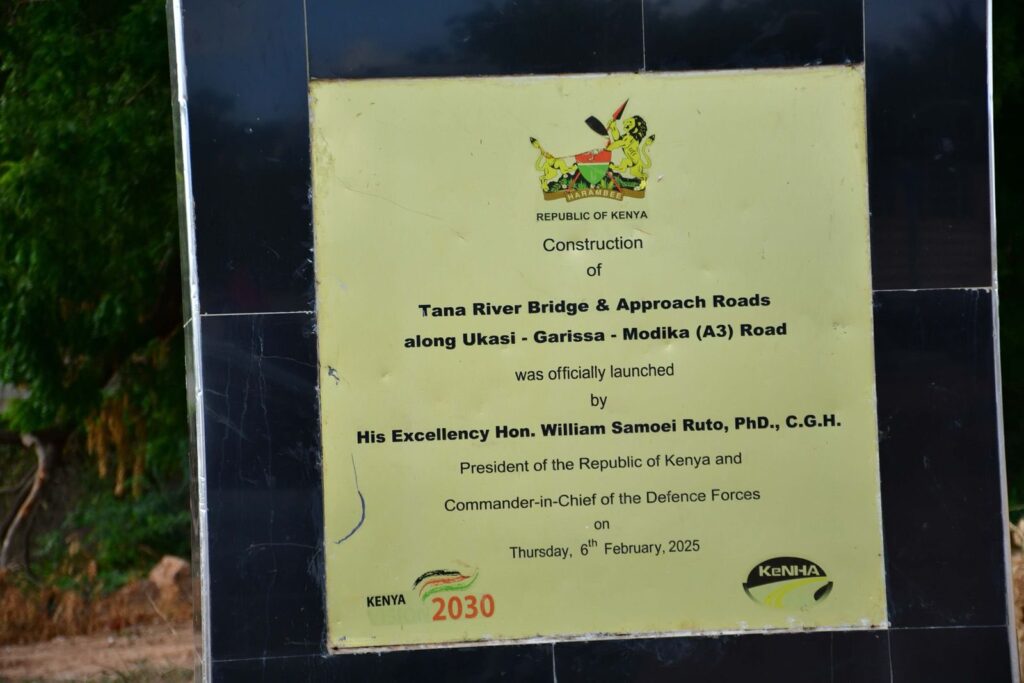 HARAMBEE
REPUBLIC OF KENYA
Construction
of
Tana River Bridge & Approach Roads
along Ukasi - Garissa - Modika (A3) Road
was officially launched
by
His Excellency Hon. William Samoei Ruto, PhD., C.G.H.
President of the Republic of Kenya and
Commander-in-Chief of the Defence Forces
on
Thursday, 6th February, 2025
KENYA
VISION 2030
KeNHA